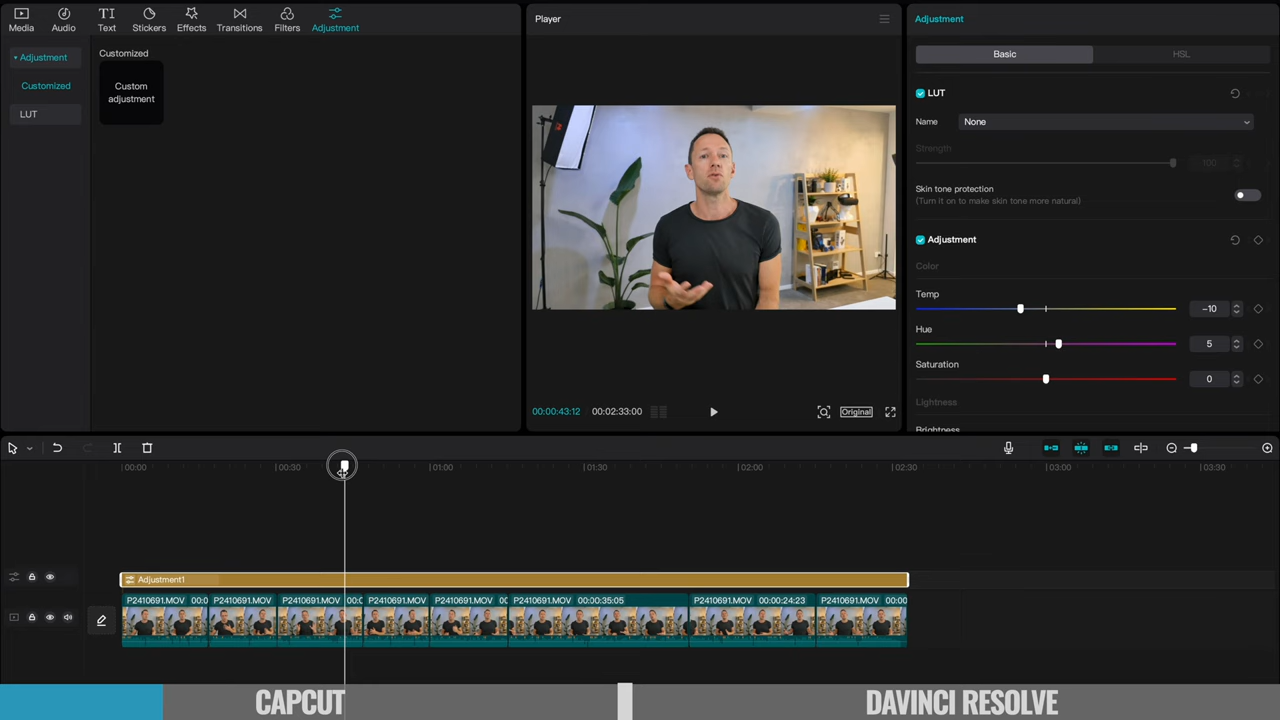 Media Audio Text Stickers Effects Transitions Filters Adjustment
Adjustment
Customized
LUT
Customized
Custom
adjustment
Player
00:00:43:12 00:02:33:00
Original
Adjustment
Basic HSL
LUT
Name None
Strength 100
Skin tone protection
(Turn it on to make skin tone more natural)
Adjustment
Color
Temp
-10
Hue
5
Saturation
0
Lightness
Brightness
00:00 00:30 01:00 01:30 02:00 02:30 03:00 03:30
Adjustment1
P2410691.MOV 00:0 P2410691.MOV P2410691.MOV 00:0 P2410691.MOV P2410691.MOV 00 P2410691.MOV 00:00:35:05 P2410691.MOV 00:00:24:23 P2410691.MOV 00:00
CAPCUT DAVINCI RESOLVE